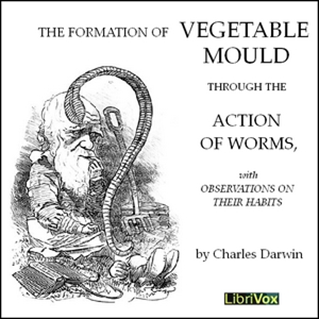 THE FORMATION OF VEGETABLE
MOULD
THROUGH THE
ACTION
OF WORMS,
with
OBSERVATIONS ON
THEIR HABITS
by Charles Darwin
LibriVox